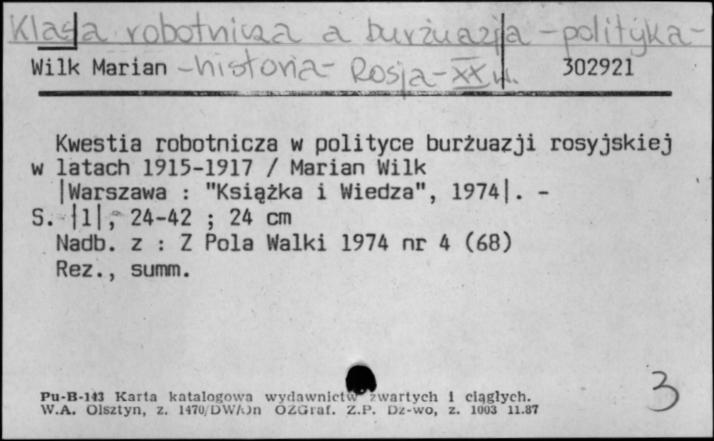 Klasa robotnicza a burżuazja - polityka -
Wilk Marian - historia - Rosja - XX w. 302921
Kwestia robotnicza w polityce burżuazji rosyjskiej
w latach 1915-1917 / Marian Wilk
|Warszawa : "Książka i Wiedza", 1974|. -
S. |1|, 24-42 ; 24 cm
Nadb. z : Z Pola Walki 1974 nr 4 (68)
Rez., summ.
3
Pu-B-143 Karta katalogowa wydawnictw zwartych i ciągłych.
W.A. Olsztyn, z. 1470/DW/Jn OZGraf. Z.P. Dz-wo, z. 1003 11.87